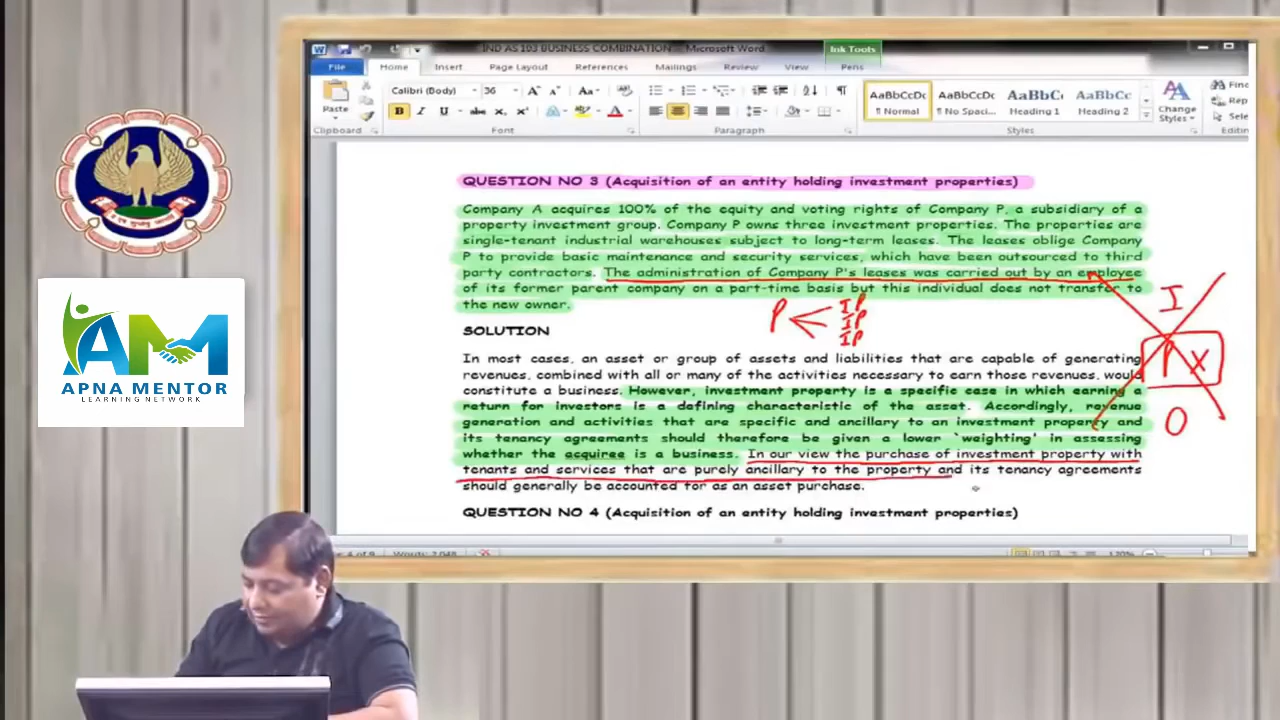 IND AS 103 BUSINESS COMBINATION - Microsoft Word
Ink Tools
File
Home
Insert
Page Layout
References
Mailings
Review
View
Pens
Paste
Calibri (Body)
36
AaBbCcDc
AaBbCcDc
AaBbC
AaBbCc
¶ Normal
¶ No Spaci...
Heading 1
Heading 2
Change
Styles
Clipboard
Font
Paragraph
Styles
QUESTION NO 3 (Acquisition of an entity holding investment properties)
Company A acquires 100% of the equity and voting rights of Company P, a subsidiary of a
property investment group. Company P owns three investment properties. The properties are
single-tenant industrial warehouses subject to long-term leases. The leases oblige Company
P to provide basic maintenance and security services, which have been outsourced to third
party contractors. The administration of Company P's leases was carried out by an employee
of its former parent company on a part-time basis but this individual does not transfer to
the new owner.
P
IP
IP
IP
I
P X
O
SOLUTION
In most cases, an asset or group of assets and liabilities that are capable of generating
revenues, combined with all or many of the activities necessary to earn those revenues, would
constitute a business. However, investment property is a specific case in which earning a
return for investors is a defining characteristic of the asset. Accordingly, revenue
generation and activities that are specific and ancillary to an investment property and
its tenancy agreements should therefore be given a lower `weighting' in assessing
whether the acquiree is a business. In our view the purchase of investment property with
tenants and services that are purely ancillary to the property and its tenancy agreements
should generally be accounted for as an asset purchase.
QUESTION NO 4 (Acquisition of an entity holding investment properties)
AM
APNA MENTOR
LEARNING NETWORK